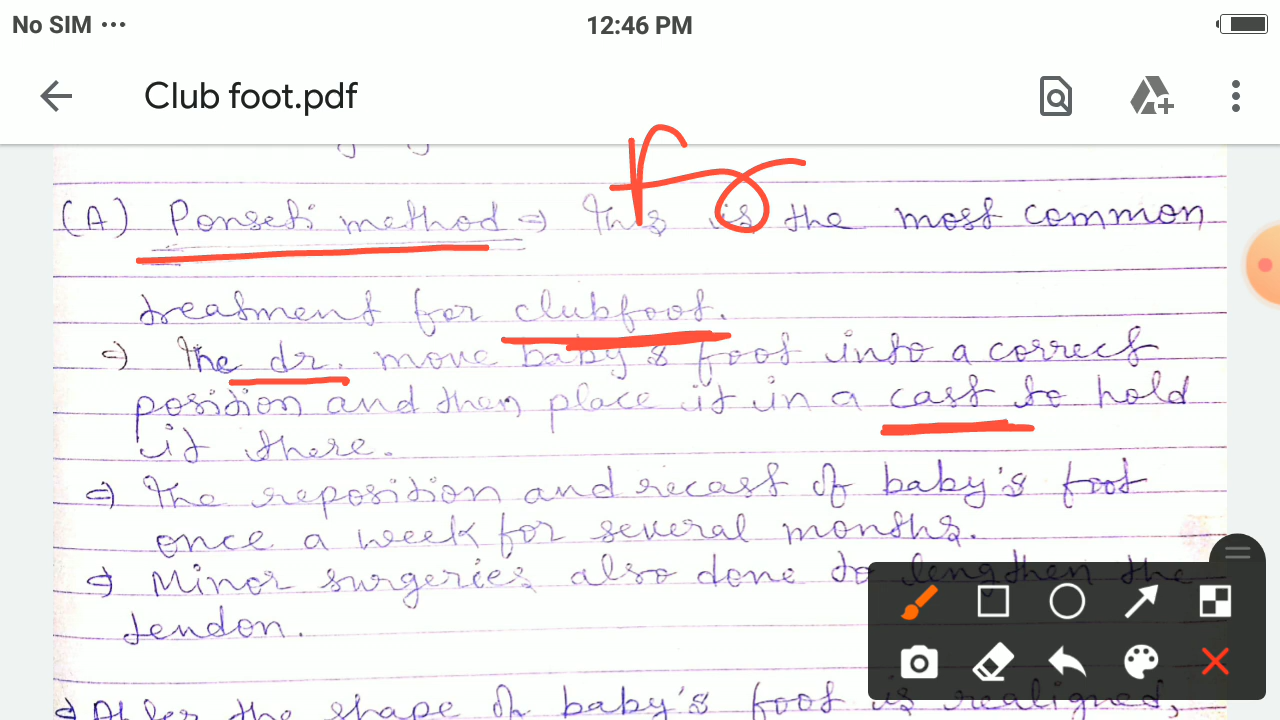 No SIM ••• 12:46 PM
Club foot.pdf
(A) Ponseti method ⇒ This is the most common
treatment for clubfoot.
⇒ The dr. move baby's foot into a correct
position and then place it in a cast to hold
it there.
⇒ The reposition and recast of baby's foot
once a week for several months.
⇒ Minor surgeries also done to lengthen the
tendon.
⇒ After the shape of baby's foot is realigned,